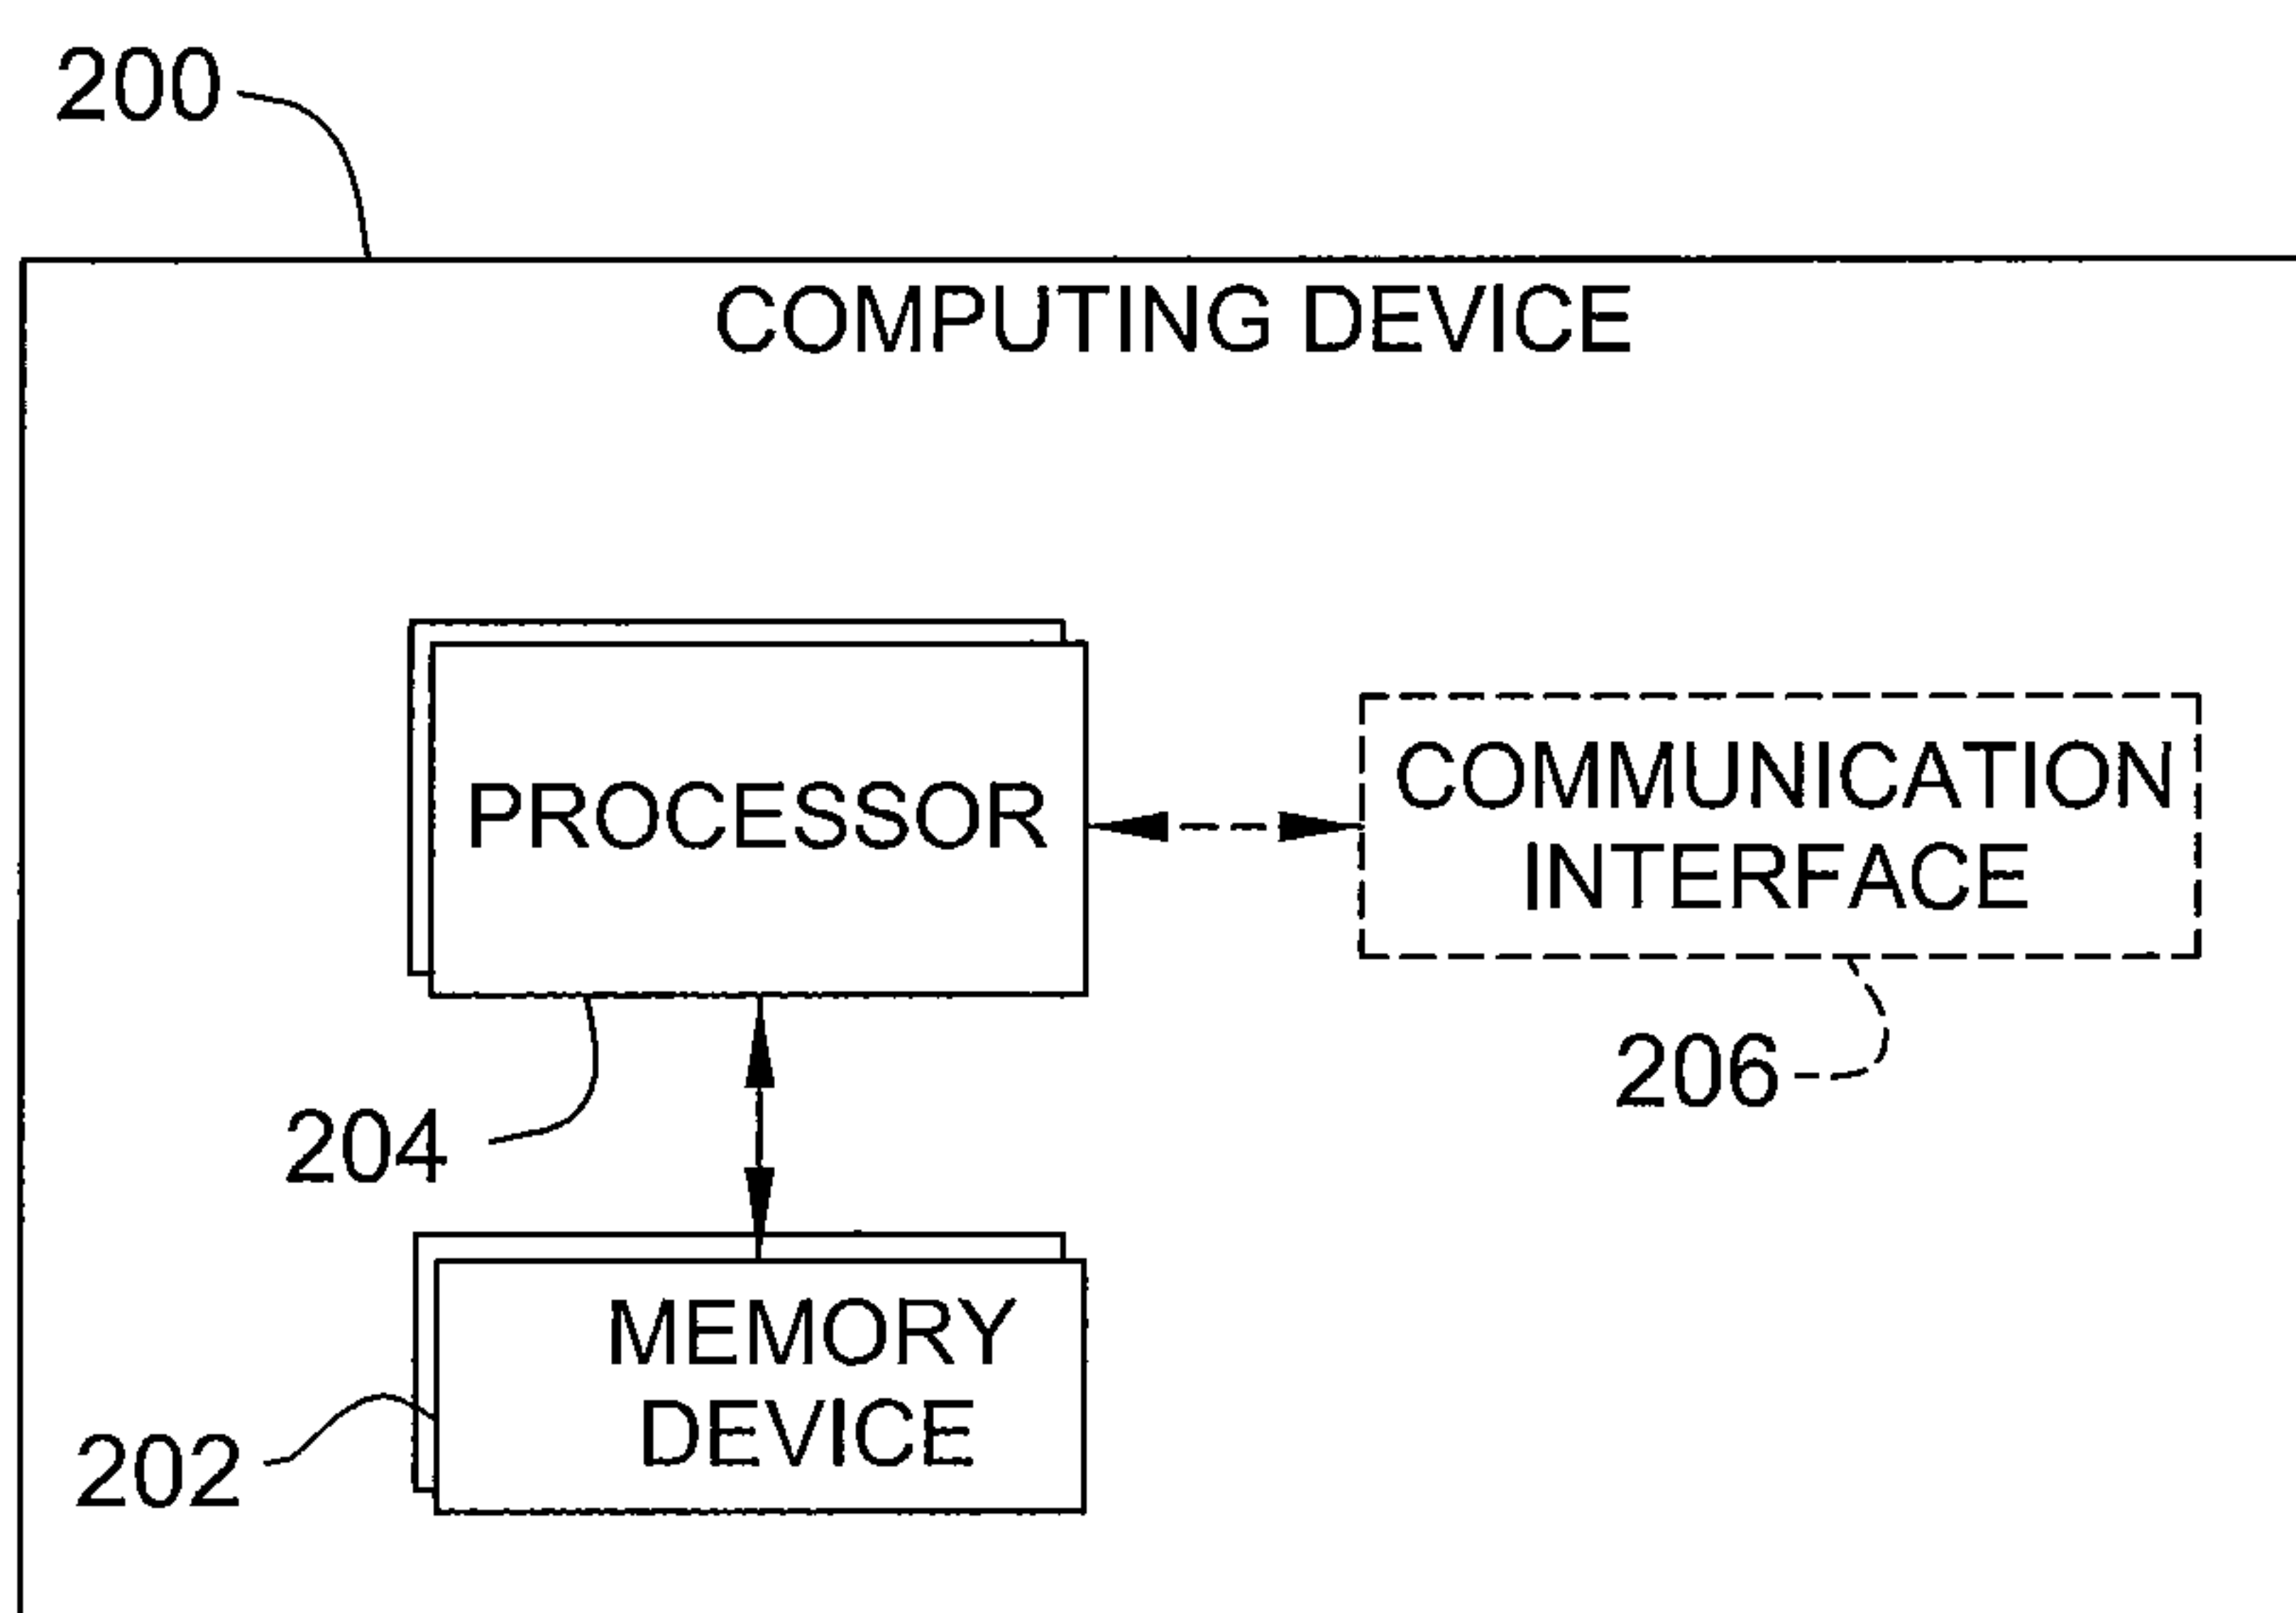 200
COMPUTING DEVICE
PROCESSOR
COMMUNICATION
INTERFACE
206
204
MEMORY
DEVICE
202